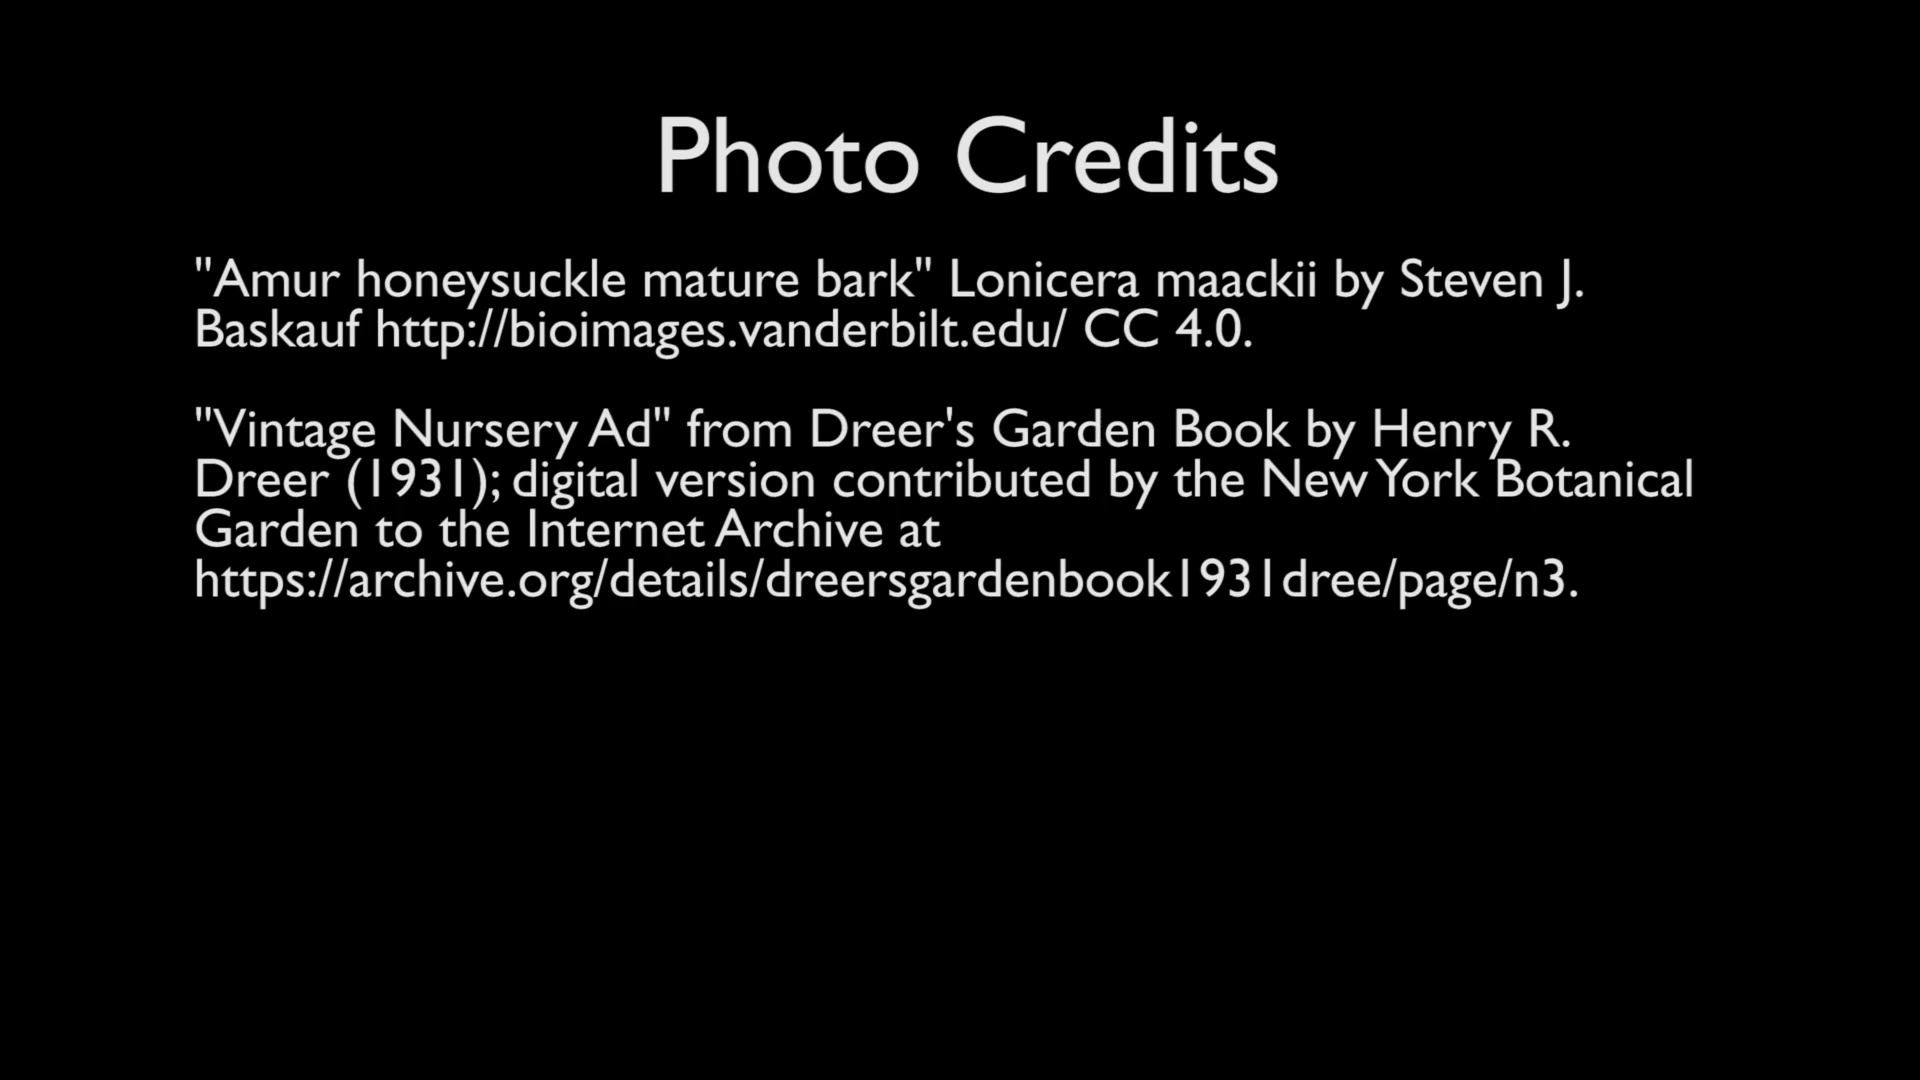 Photo Credits
"Amur honeysuckle mature bark" Lonicera maackii by Steven J.
Baskauf http://bioimages.vanderbilt.edu/ CC 4.0.
"Vintage Nursery Ad" from Dreer's Garden Book by Henry R.
Dreer (1931); digital version contributed by the New York Botanical
Garden to the Internet Archive at
https://archive.org/details/dreersgardenbook1931dree/page/n3.